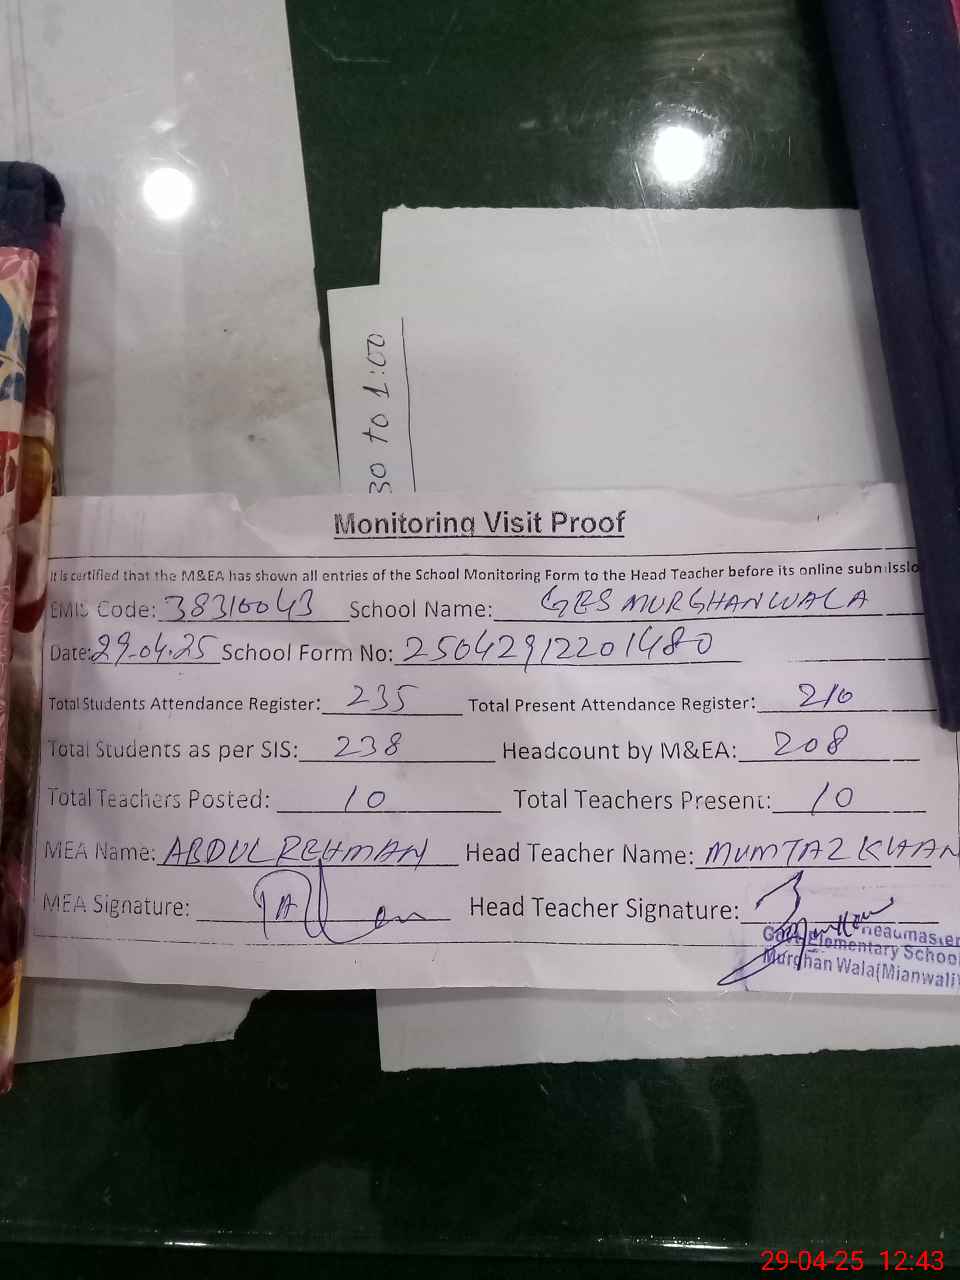 30 to 1:00
Monitoring Visit Proof
It is certified that the M&EA has shown all entries of the School Monitoring Form to the Head Teacher before its online submissio
EMIS Code: 38310043 School Name: GES MURGHANWALA
Date: 29-04-25 School Form No: 25042912201480
Total Students Attendance Register: 235 Total Present Attendance Register: 210
Total Students as per SIS: 238 Headcount by M&EA: 208
Total Teachers Posted: 10 Total Teachers Present: 10
MEA Name: ABDUL REHMAN Head Teacher Name: MUMTAZ KHAN
MEA Signature: Head Teacher Signature:
Headmaster
Govt. Elementary School
Murghan Wala(Mianwali)
29-04-25 12:43